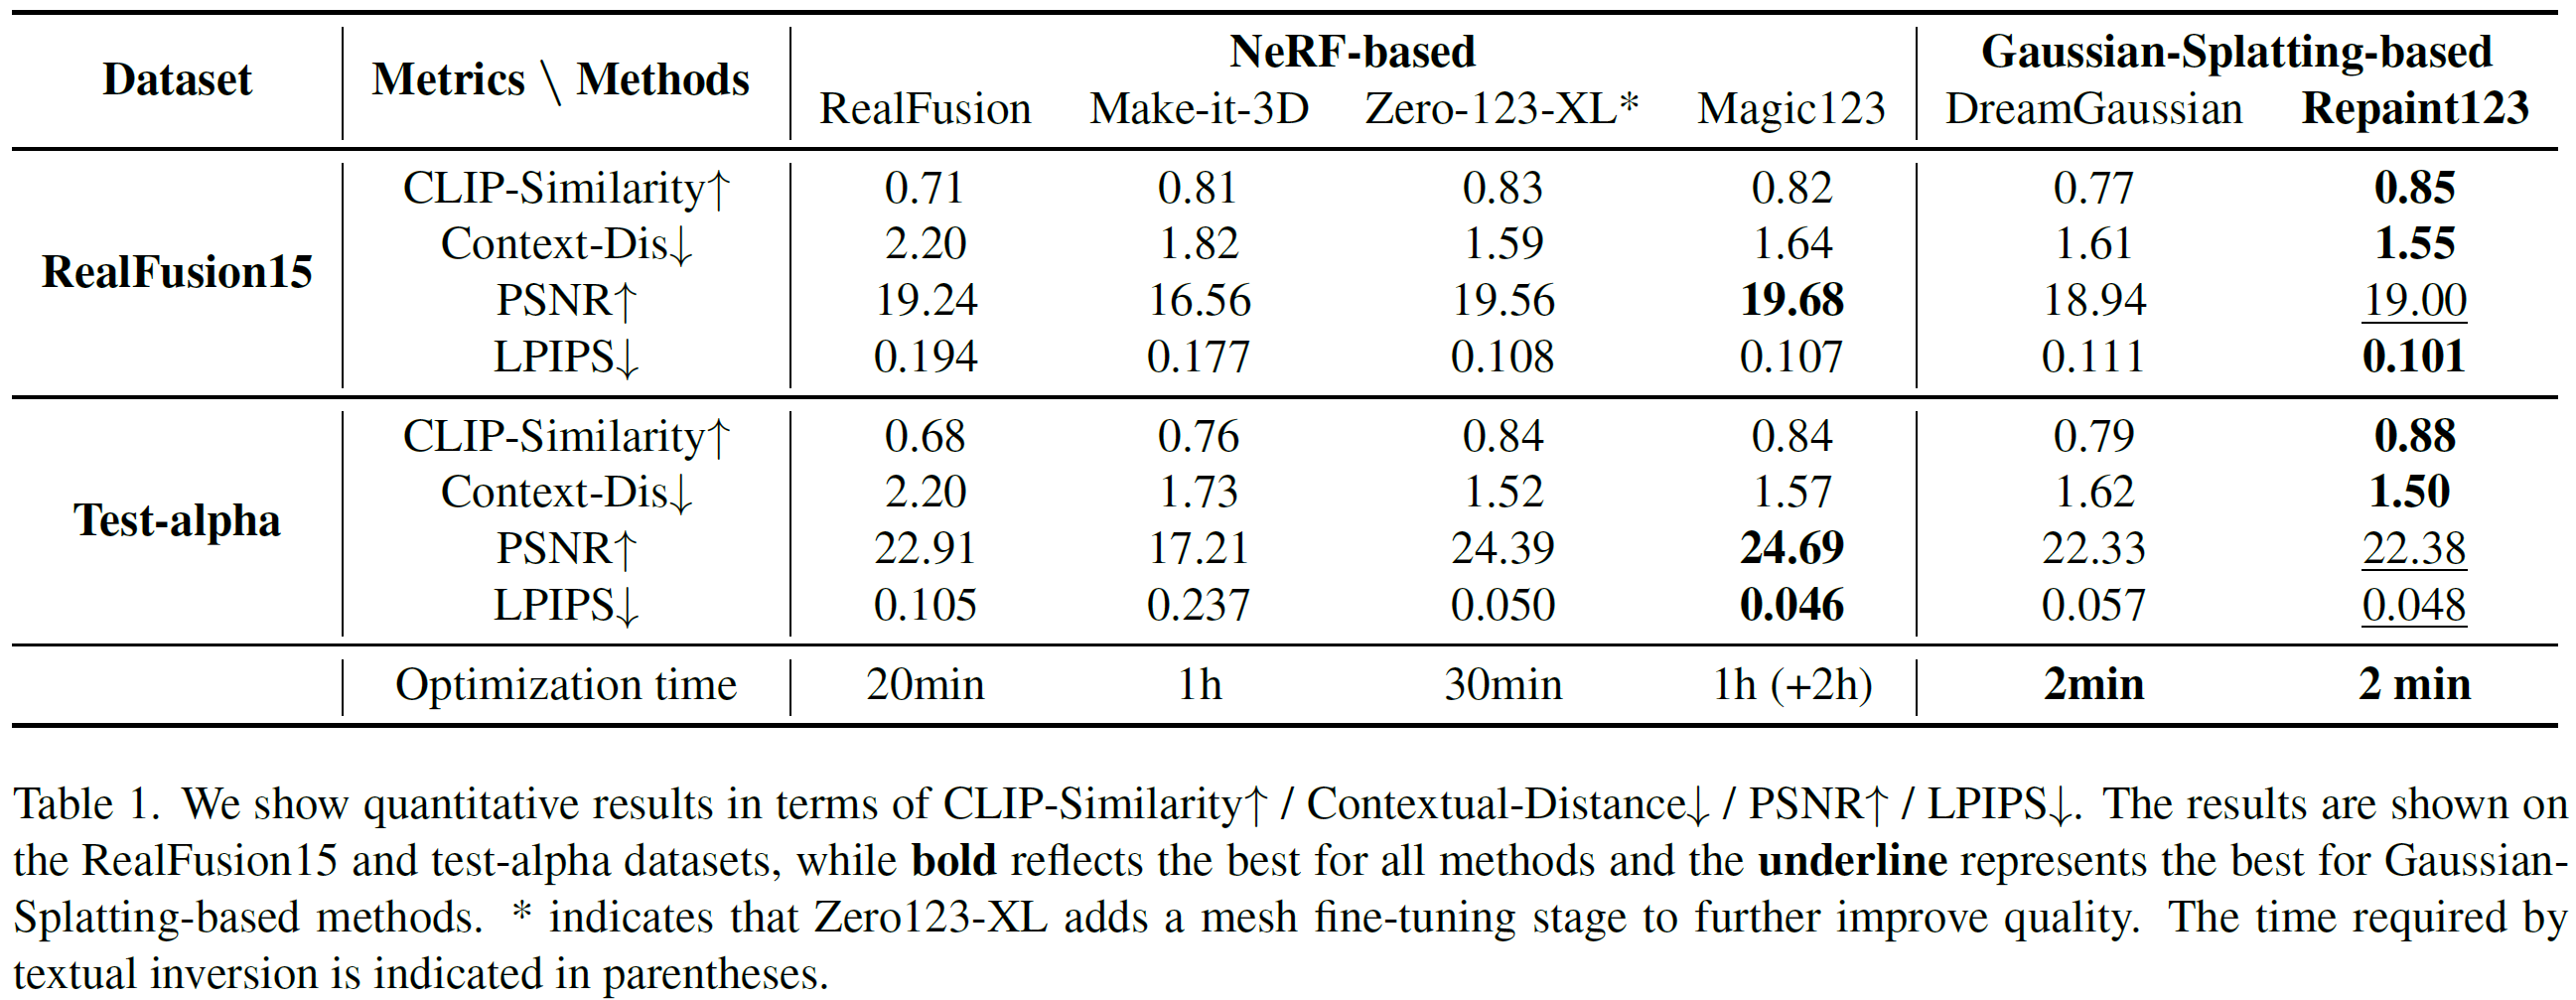 Dataset Metrics \ Methods NeRF-based Gaussian-Splatting-based
RealFusion Make-it-3D Zero-123-XL* Magic123 DreamGaussian Repaint123
RealFusion15
CLIP-Similarity↑ 0.71 0.81 0.83 0.82 0.77 0.85
Context-Dis↓ 2.20 1.82 1.59 1.64 1.61 1.55
PSNR↑ 19.24 16.56 19.56 19.68 18.94 19.00
LPIPS↓ 0.194 0.177 0.108 0.107 0.111 0.101
Test-alpha
CLIP-Similarity↑ 0.68 0.76 0.84 0.84 0.79 0.88
Context-Dis↓ 2.20 1.73 1.52 1.57 1.62 1.50
PSNR↑ 22.91 17.21 24.39 24.69 22.33 22.38
LPIPS↓ 0.105 0.237 0.050 0.046 0.057 0.048
Optimization time 20min 1h 30min 1h (+2h) 2min 2 min
Table 1. We show quantitative results in terms of CLIP-Similarity↑ / Contextual-Distance↓ / PSNR↑ / LPIPS↓. The results are shown on
the RealFusion15 and test-alpha datasets, while bold reflects the best for all methods and the underline represents the best for Gaussian-
Splatting-based methods. * indicates that Zero123-XL adds a mesh fine-tuning stage to further improve quality. The time required by
textual inversion is indicated in parentheses.